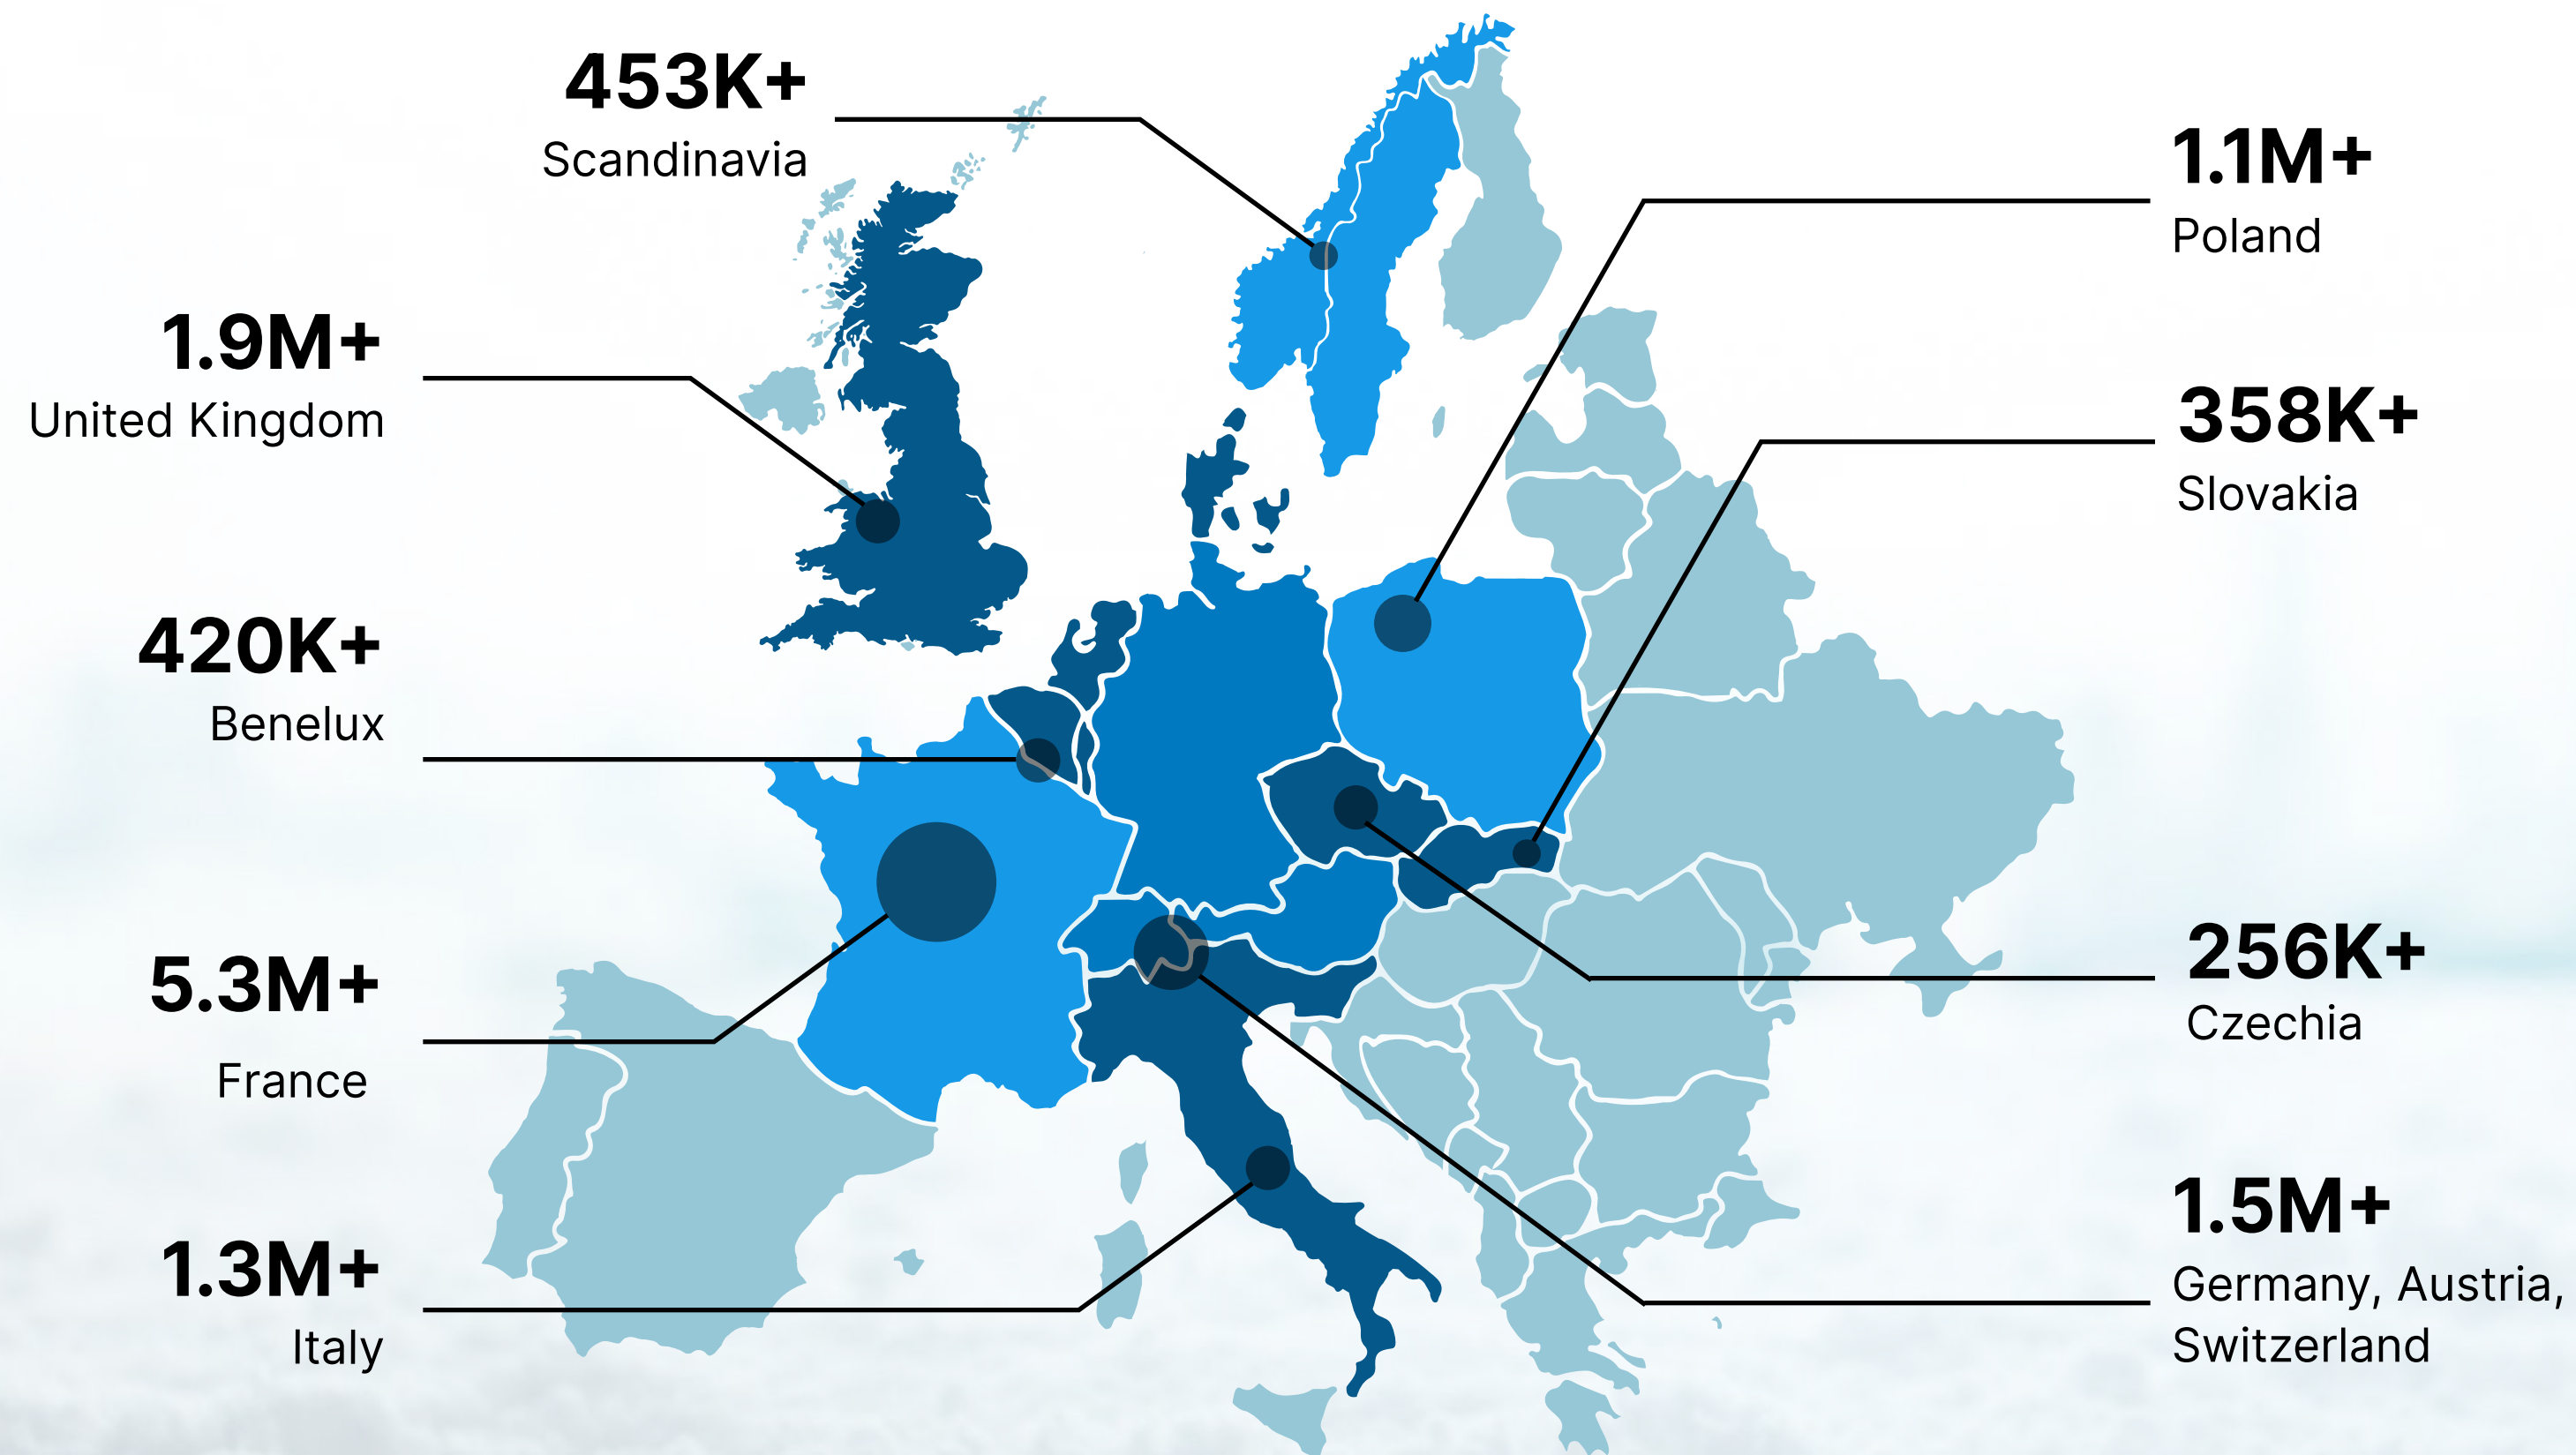 453K+
Scandinavia
1.9M+
United Kingdom
420K+
Benelux
5.3M+
France
1.3M+
Italy
1.1M+
Poland
358K+
Slovakia
256K+
Czechia
1.5M+
Germany, Austria,
Switzerland